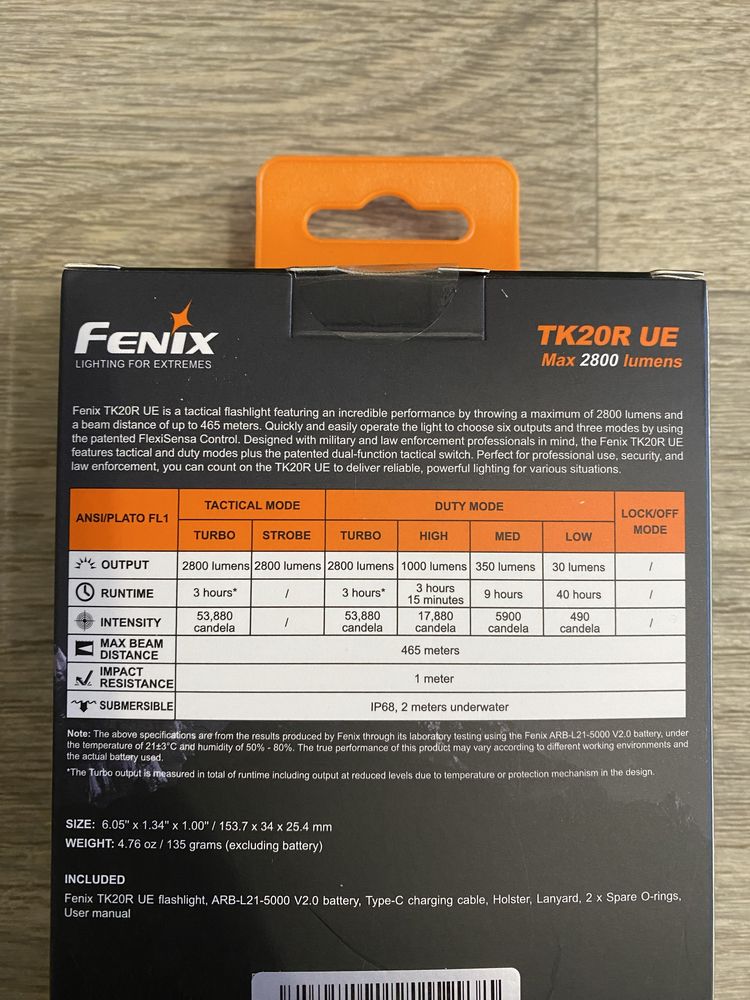 FENIX
LIGHTING FOR EXTREMES
TK20R UE
Max 2800 lumens
Fenix TK20R UE is a tactical flashlight featuring an incredible performance by throwing a maximum of 2800 lumens and
a beam distance of up to 465 meters. Quickly and easily operate the light to choose six outputs and three modes by using
the patented FlexiSensa Control. Designed with military and law enforcement professionals in mind, the Fenix TK20R UE
features tactical and duty modes plus the patented dual-function tactical switch. Perfect for professional use, security, and
law enforcement, you can count on the TK20R UE to deliver reliable, powerful lighting for various situations.
ANSI/PLATO FL1 TACTICAL MODE DUTY MODE LOCK/OFF MODE
TURBO STROBE TURBO HIGH MED LOW
OUTPUT 2800 lumens 2800 lumens 2800 lumens 1000 lumens 350 lumens 30 lumens /
RUNTIME 3 hours* / 3 hours* 3 hours 15 minutes 9 hours 40 hours /
INTENSITY 53,880 candela / 53,880 candela 17,880 candela 5900 candela 490 candela /
MAX BEAM DISTANCE 465 meters
IMPACT RESISTANCE 1 meter
SUBMERSIBLE IP68, 2 meters underwater
Note: The above specifications are from the results produced by Fenix through its laboratory testing using the Fenix ARB-L21-5000 V2.0 battery, under
the temperature of 21±3°C and humidity of 50% - 80%. The true performance of this product may vary according to different working environments and
the actual battery used.
*The Turbo output is measured in total of runtime including output at reduced levels due to temperature or protection mechanism in the design.
SIZE: 6.05" x 1.34" x 1.00" / 153.7 x 34 x 25.4 mm
WEIGHT: 4.76 oz / 135 grams (excluding battery)
INCLUDED
Fenix TK20R UE flashlight, ARB-L21-5000 V2.0 battery, Type-C charging cable, Holster, Lanyard, 2 x Spare O-rings,
User manual